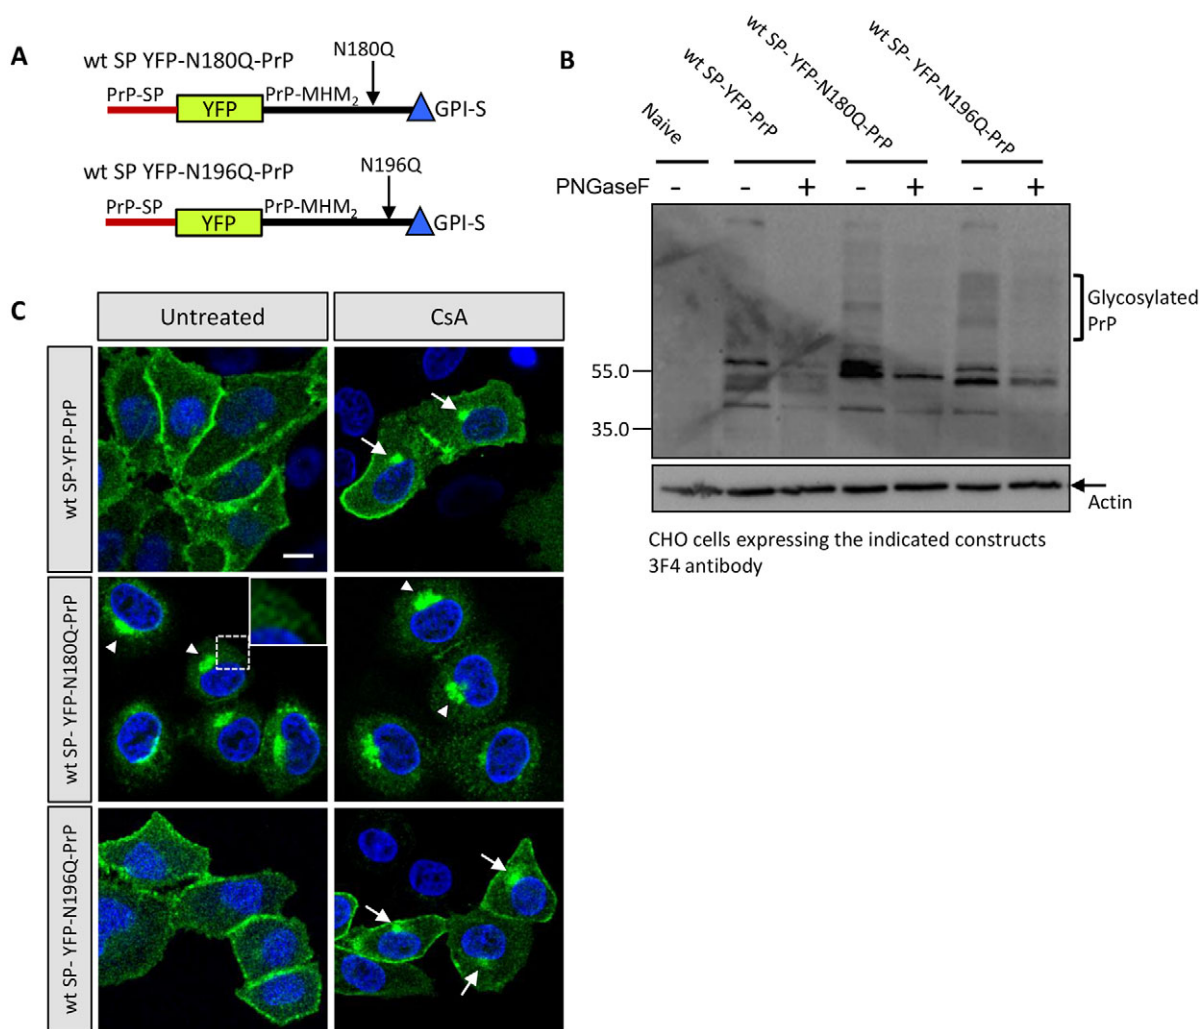 A
wt SP YFP-N180Q-PrP
N180Q
PrP-SP
YFP
PrP-MHM2
GPI-S
wt SP YFP-N196Q-PrP
N196Q
PrP-SP
YFP
PrP-MHM2
GPI-S
B
Naive
wt SP-YFP-PrP
wt SP- YFP-N180Q-PrP
wt SP- YFP-N196Q-PrP
PNGaseF - - + - + - +
Glycosylated
PrP
55.0
35.0
Actin
CHO cells expressing the indicated constructs
3F4 antibody
C
Untreated
CsA
wt SP-YFP-PrP
wt SP- YFP-N180Q-PrP
wt SP- YFP-N196Q-PrP